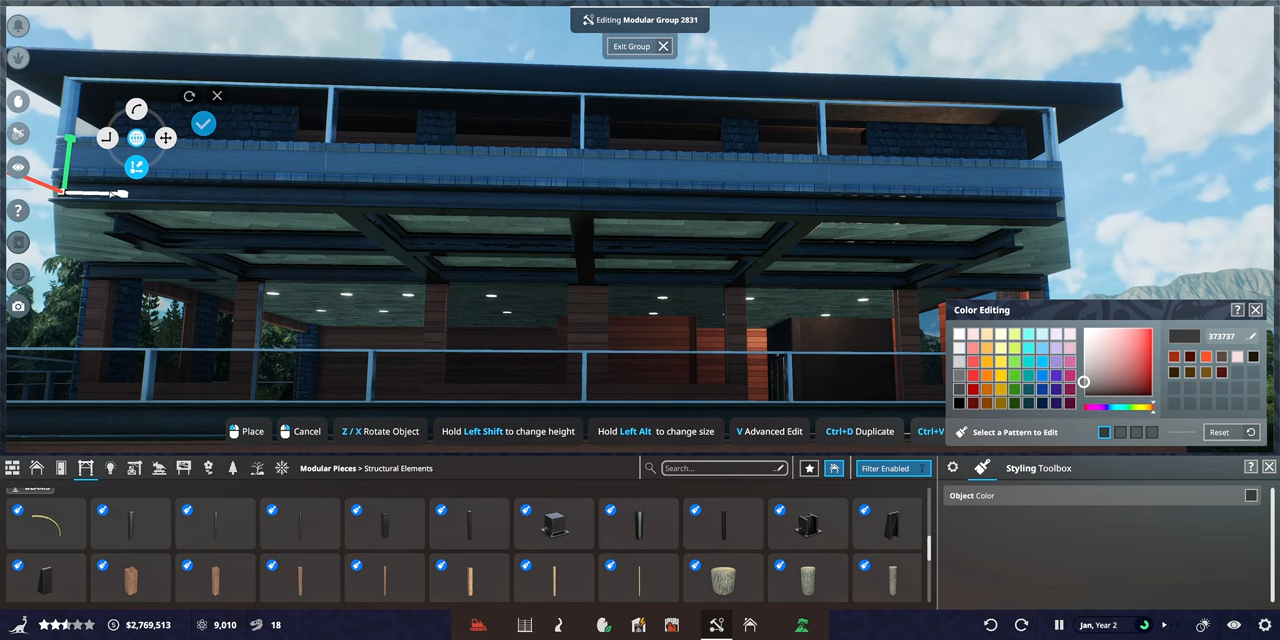 Editing Modular Group 2831
Exit Group
Color Editing
?
373737
Place
Cancel
Z / X Rotate Object
Hold Left Shift to change height
Hold Left Alt to change size
V Advanced Edit
Ctrl+D Duplicate
Ctrl+V
Select a Pattern to Edit
Reset
Modular Pieces > Structural Elements
Search...
Filter Enabled
Styling Toolbox
?
BEAMS
Object Color
$2,769,513
9,010
18
Jan, Year 2